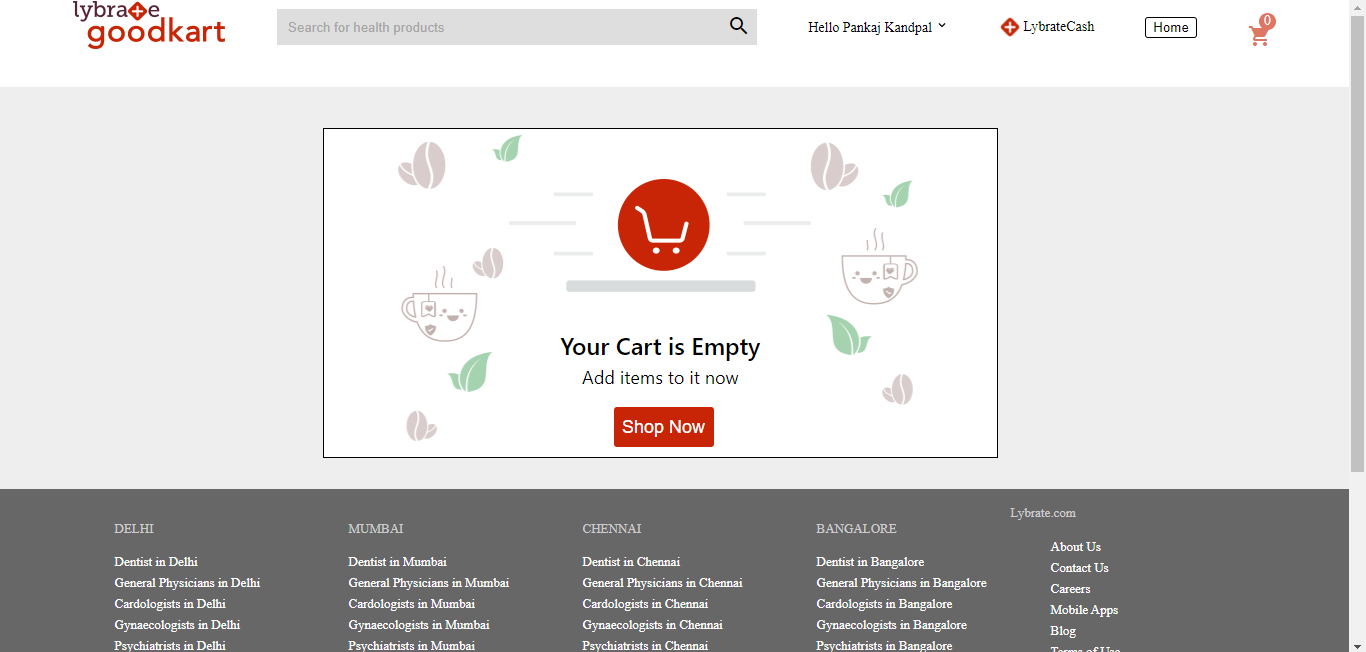 lybrate
goodkart
Search for health products
Hello Pankaj Kandpal
LybrateCash
Home
0
Your Cart is Empty
Add items to it now
Shop Now
DELHI
Dentist in Delhi
General Physicians in Delhi
Cardologists in Delhi
Gynaecologists in Delhi
Psychiatrists in Delhi
MUMBAI
Dentist in Mumbai
General Physicians in Mumbai
Cardologists in Mumbai
Gynaecologists in Mumbai
Psychiatrists in Mumbai
CHENNAI
Dentist in Chennai
General Physicians in Chennai
Cardologists in Chennai
Gynaecologists in Chennai
Psychiatrists in Chennai
BANGALORE
Dentist in Bangalore
General Physicians in Bangalore
Cardologists in Bangalore
Gynaecologists in Bangalore
Psychiatrists in Bangalore
Lybrate.com
About Us
Contact Us
Careers
Mobile Apps
Blog
Terms of Use